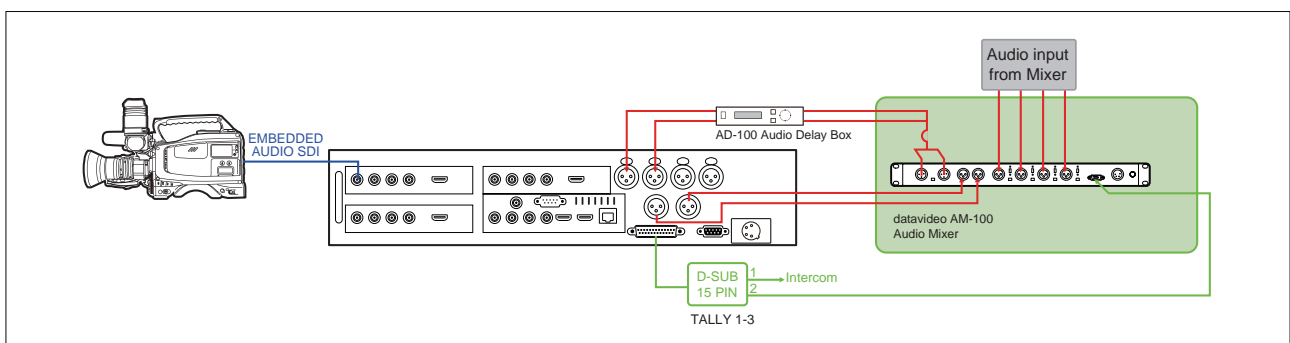 Audio input
from Mixer
AD-100 Audio Delay Box
EMBEDDED
AUDIO SDI
datavideo AM-100
Audio Mixer
D-SUB
15 PIN
1
Intercom
2
TALLY 1-3